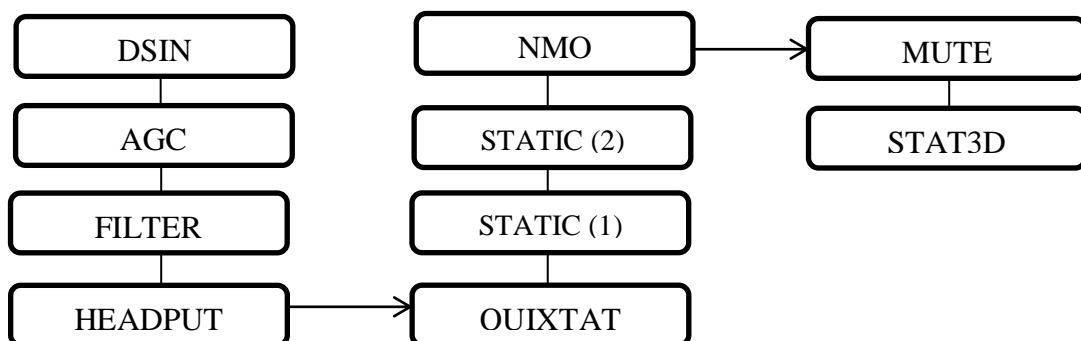 DSIN
AGC
FILTER
HEADPUT
OUIXTAT
STATIC (1)
STATIC (2)
NMO
MUTE
STAT3D